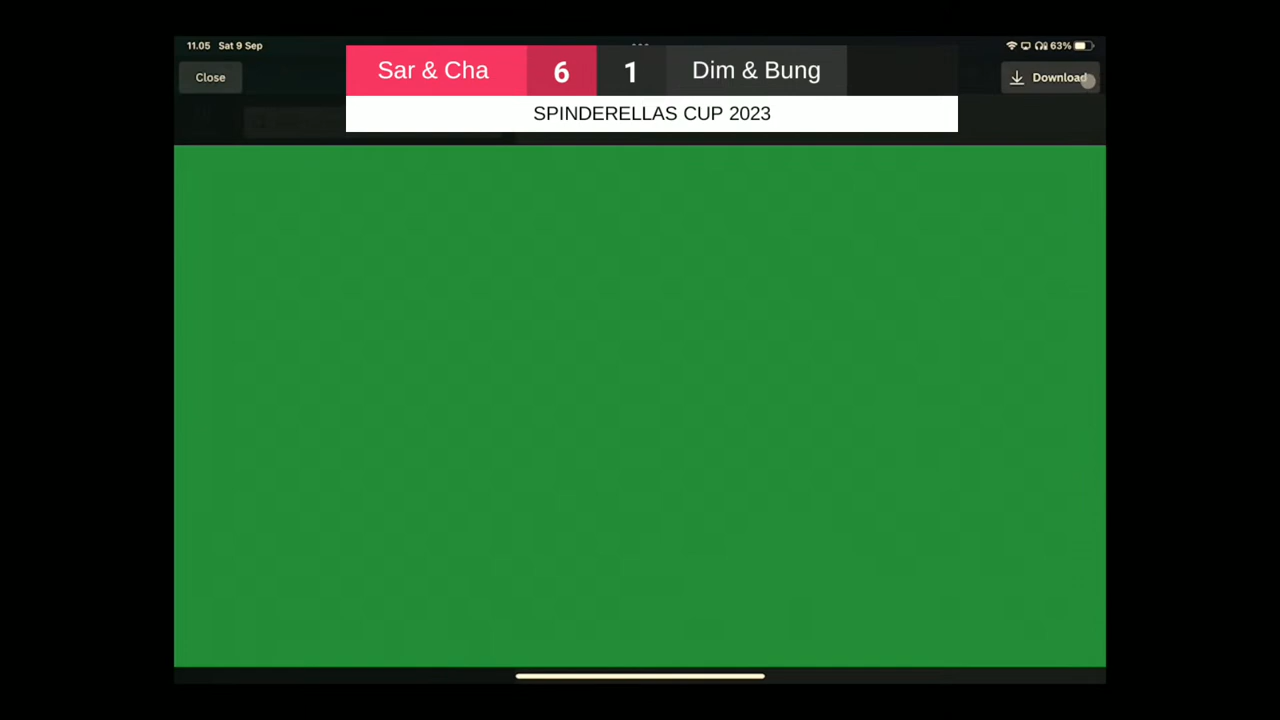 11.05 Sat 9 Sep
63%
Close
Sar & Cha 6 1 Dim & Bung
Download
SPINDERELLAS CUP 2023